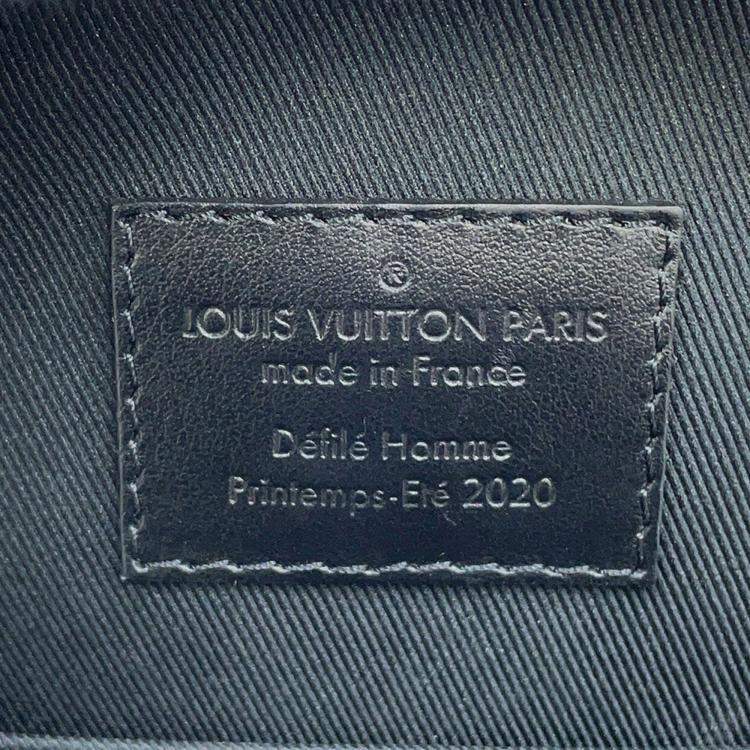 ®
LOUIS VUITTON PARIS
made in France
Défilé Homme
Printemps-Eté 2020